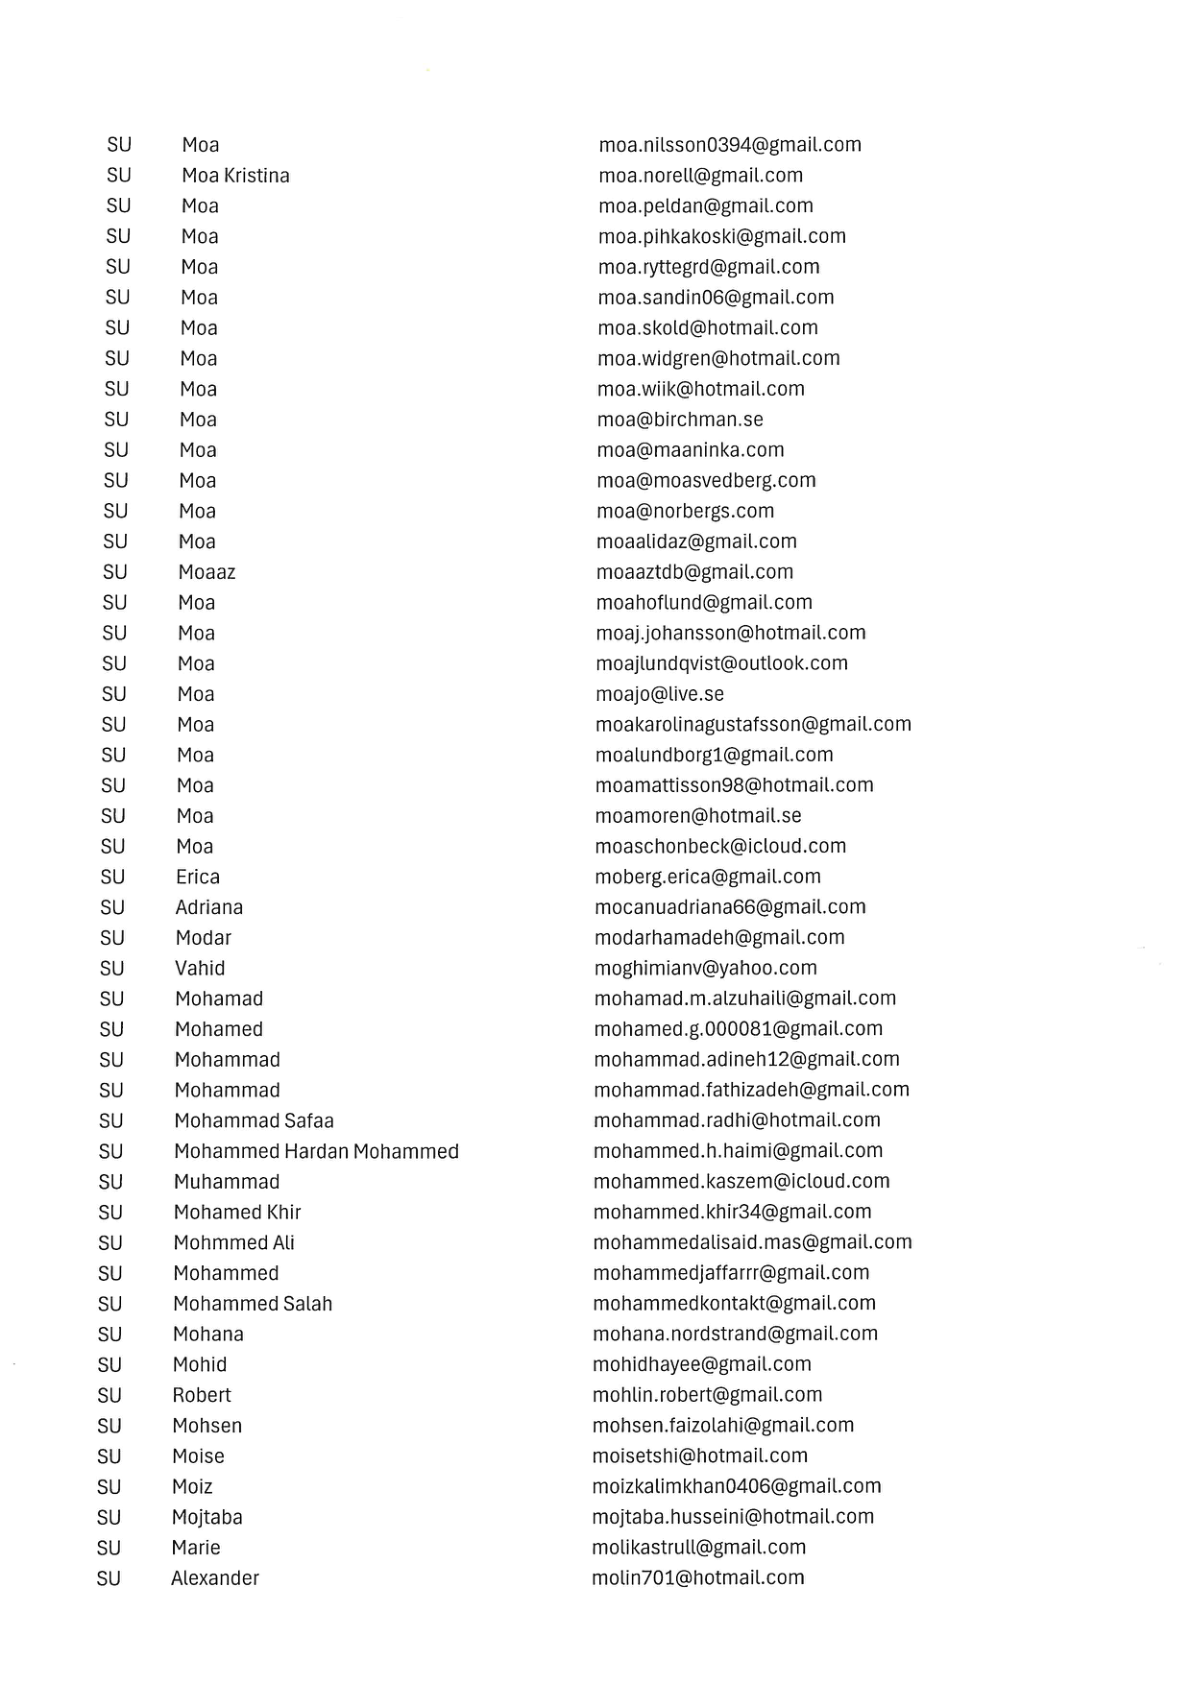 SU Moa moa.nilsson0394@gmail.com
SU Moa Kristina moa.norell@gmail.com
SU Moa moa.peldan@gmail.com
SU Moa moa.pihkakoski@gmail.com
SU Moa moa.ryttegrd@gmail.com
SU Moa moa.sandin06@gmail.com
SU Moa moa.skold@hotmail.com
SU Moa moa.widgren@hotmail.com
SU Moa moa.wiik@hotmail.com
SU Moa moa@birchman.se
SU Moa moa@maaninka.com
SU Moa moa@moasvedberg.com
SU Moa moa@norbergs.com
SU Moa moaalidaz@gmail.com
SU Moaaz moaaztdb@gmail.com
SU Moa moahoflund@gmail.com
SU Moa moaj.johansson@hotmail.com
SU Moa moajlundqvist@outlook.com
SU Moa moajo@live.se
SU Moa moakarolinagustafsson@gmail.com
SU Moa moalundborg1@gmail.com
SU Moa moamattisson98@hotmail.com
SU Moa moamoren@hotmail.se
SU Moa moaschonbeck@icloud.com
SU Erica moberg.erica@gmail.com
SU Adriana mocanuadriana66@gmail.com
SU Modar modarhamadeh@gmail.com
SU Vahid moghimianv@yahoo.com
SU Mohamad mohamad.m.alzuhaili@gmail.com
SU Mohamed mohamed.g.000081@gmail.com
SU Mohammad mohammad.adineh12@gmail.com
SU Mohammad mohammad.fathizadeh@gmail.com
SU Mohammad Safaa mohammad.radhi@hotmail.com
SU Mohammed Hardan Mohammed mohammed.h.haimi@gmail.com
SU Muhammad mohammed.kaszem@icloud.com
SU Mohamed Khir mohammed.khir34@gmail.com
SU Mohmmed Ali mohammedalisaid.mas@gmail.com
SU Mohammed mohammedjaffarrr@gmail.com
SU Mohammed Salah mohammedkontakt@gmail.com
SU Mohana mohana.nordstrand@gmail.com
SU Mohid mohidhayee@gmail.com
SU Robert mohlin.robert@gmail.com
SU Mohsen mohsen.faizolahi@gmail.com
SU Moise moisetshi@hotmail.com
SU Moiz moizkalimkhan0406@gmail.com
SU Mojtaba mojtaba.husseini@hotmail.com
SU Marie molikastrull@gmail.com
SU Alexander molin701@hotmail.com